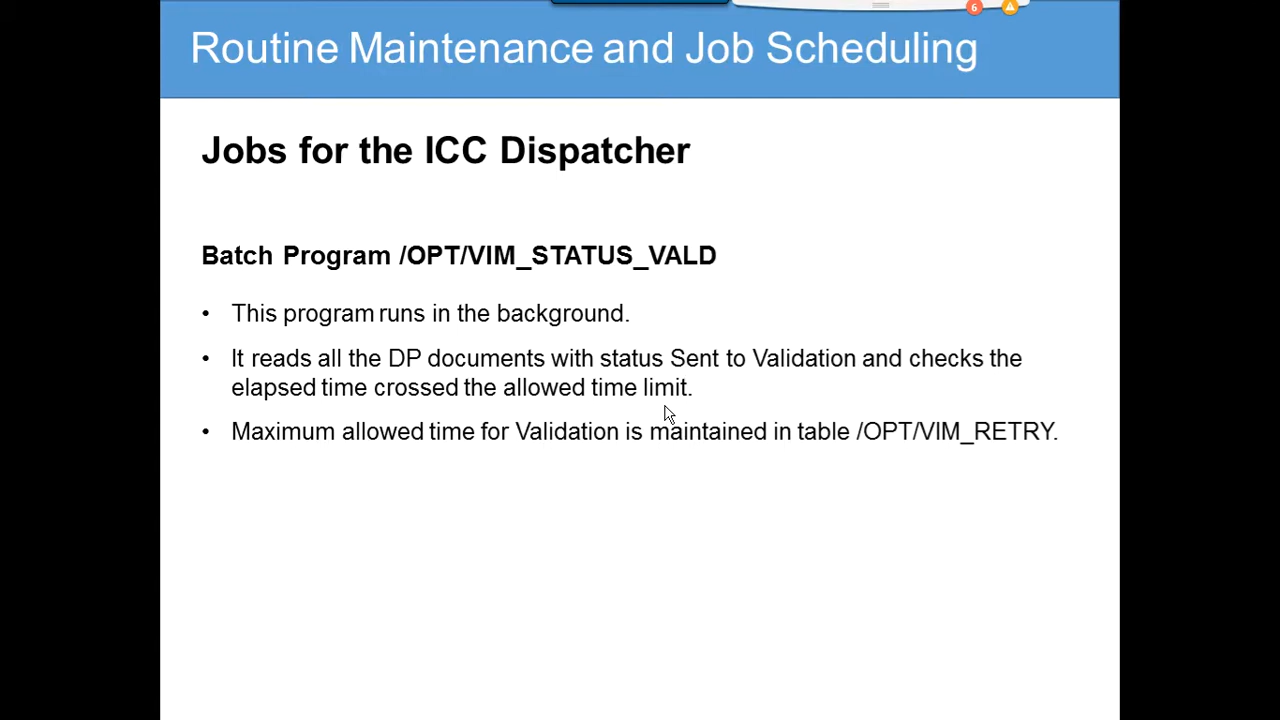 6
Routine Maintenance and Job Scheduling
Jobs for the ICC Dispatcher
Batch Program /OPT/VIM_STATUS_VALD
• This program runs in the background.
• It reads all the DP documents with status Sent to Validation and checks the
elapsed time crossed the allowed time limit.
• Maximum allowed time for Validation is maintained in table /OPT/VIM_RETRY.